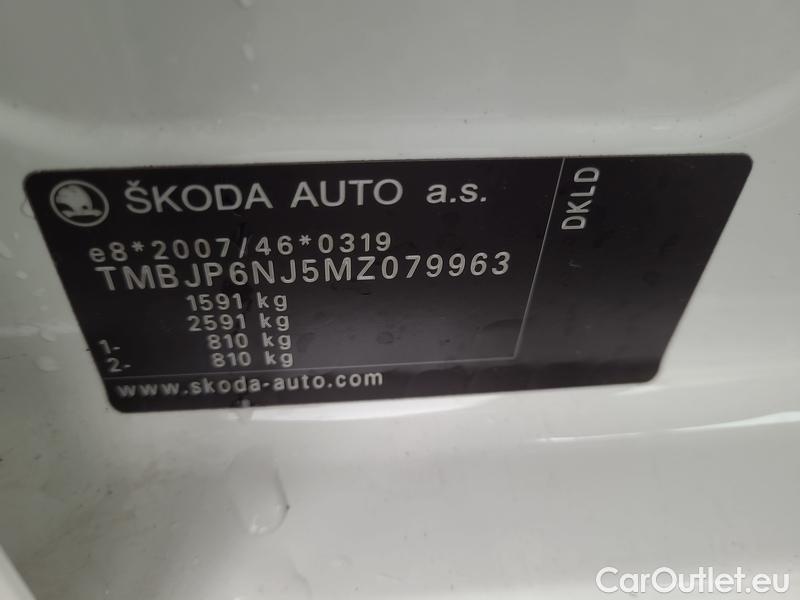 ŠKODA AUTO a.s.
DKLD
e8*2007/46*0319
TMBJP6NJ5MZ079963
1591 kg
2591 kg
1- 810 kg
2- 810 kg
www.skoda-auto.com
CarOutlet.eu